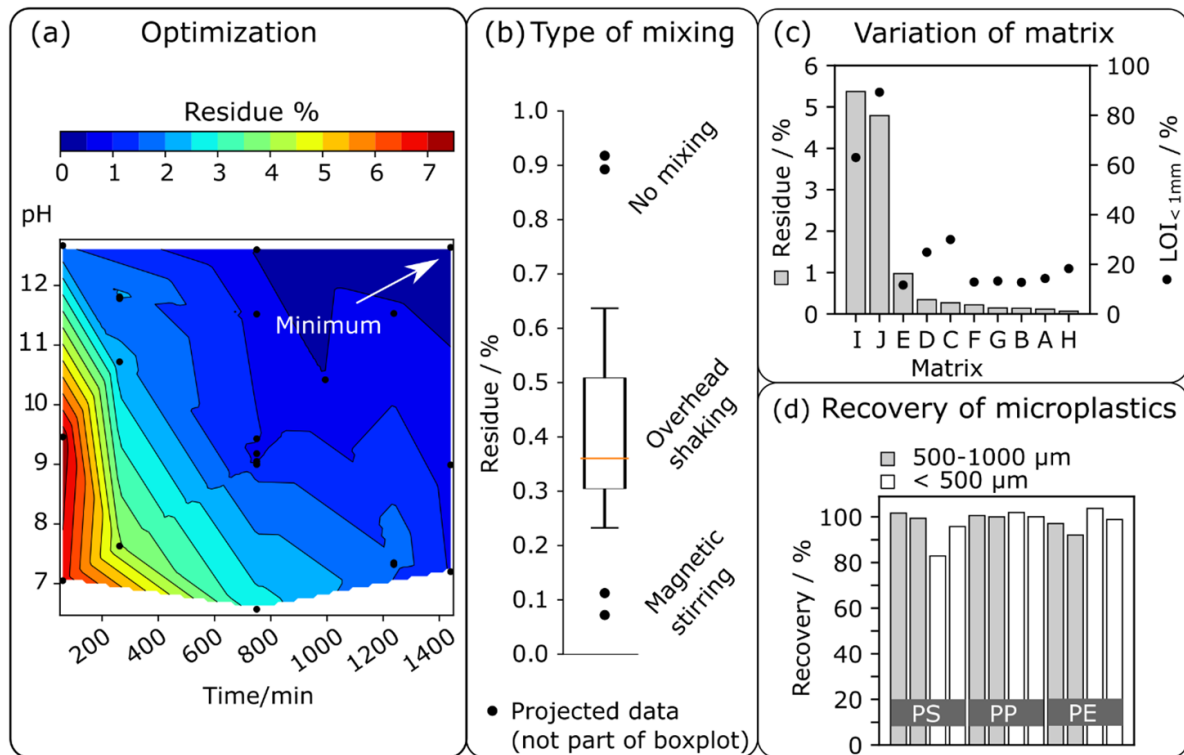 (a) Optimization
Residue %
0 1 2 3 4 5 6 7
pH
12
11
10
9
8
7
Minimum
200 400 600 800 1000 1200 1400
Time/min
(b) Type of mixing
1.0
0.9
0.8
0.7
0.6
0.5
0.4
0.3
0.2
0.1
0.0
Residue / %
No mixing
Overhead
shaking
Magnetic
stirring
Projected data
(not part of boxplot)
(c) Variation of matrix
6
5
4
3
2
1
0
Residue / %
100
80
60
40
20
0
LOI< 1mm / %
I J E D C F G B A H
Matrix
(d) Recovery of microplastics
500-1000 µm
< 500 µm
100
80
60
40
20
0
Recovery / %
PS PP PE